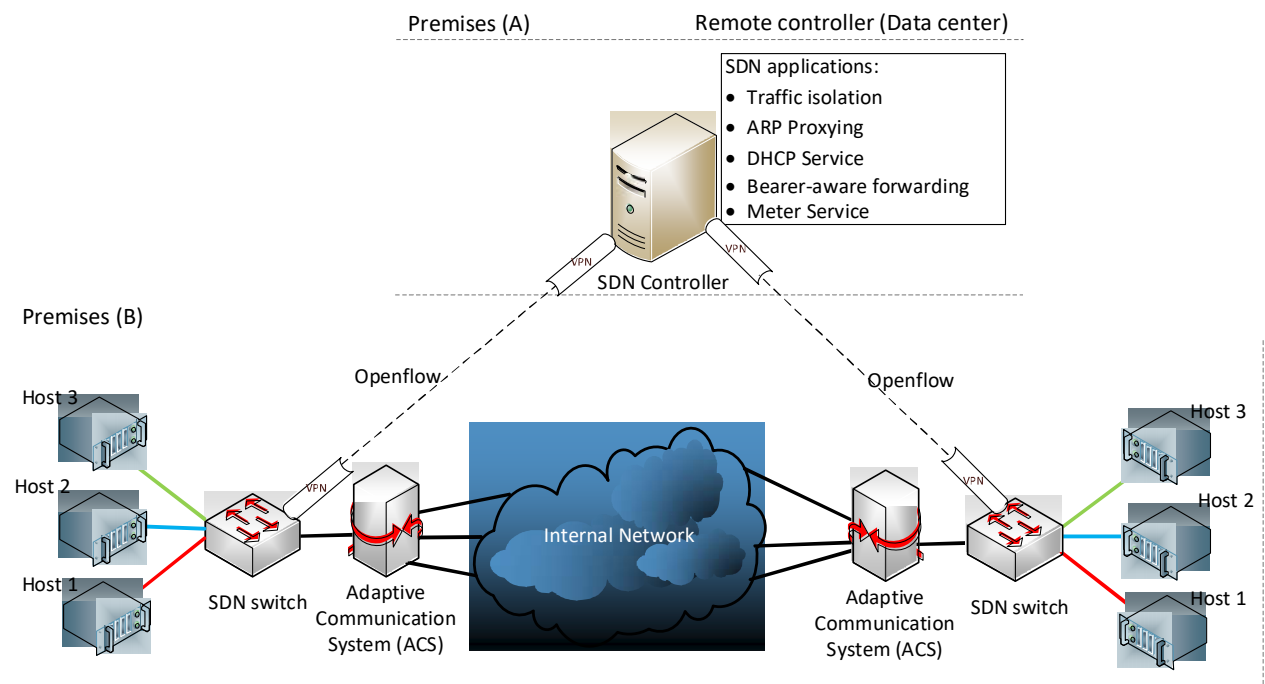 Premises (A)
Remote controller (Data center)
SDN applications:
• Traffic isolation
• ARP Proxying
• DHCP Service
• Bearer-aware forwarding
• Meter Service
VPN
VPN
SDN Controller
Premises (B)
Openflow
Openflow
Host 3
Host 3
Host 2
Host 2
VPN
VPN
Internal Network
Host 1
Host 1
SDN switch
Adaptive
Communication
System (ACS)
Adaptive
Communication
System (ACS)
SDN switch